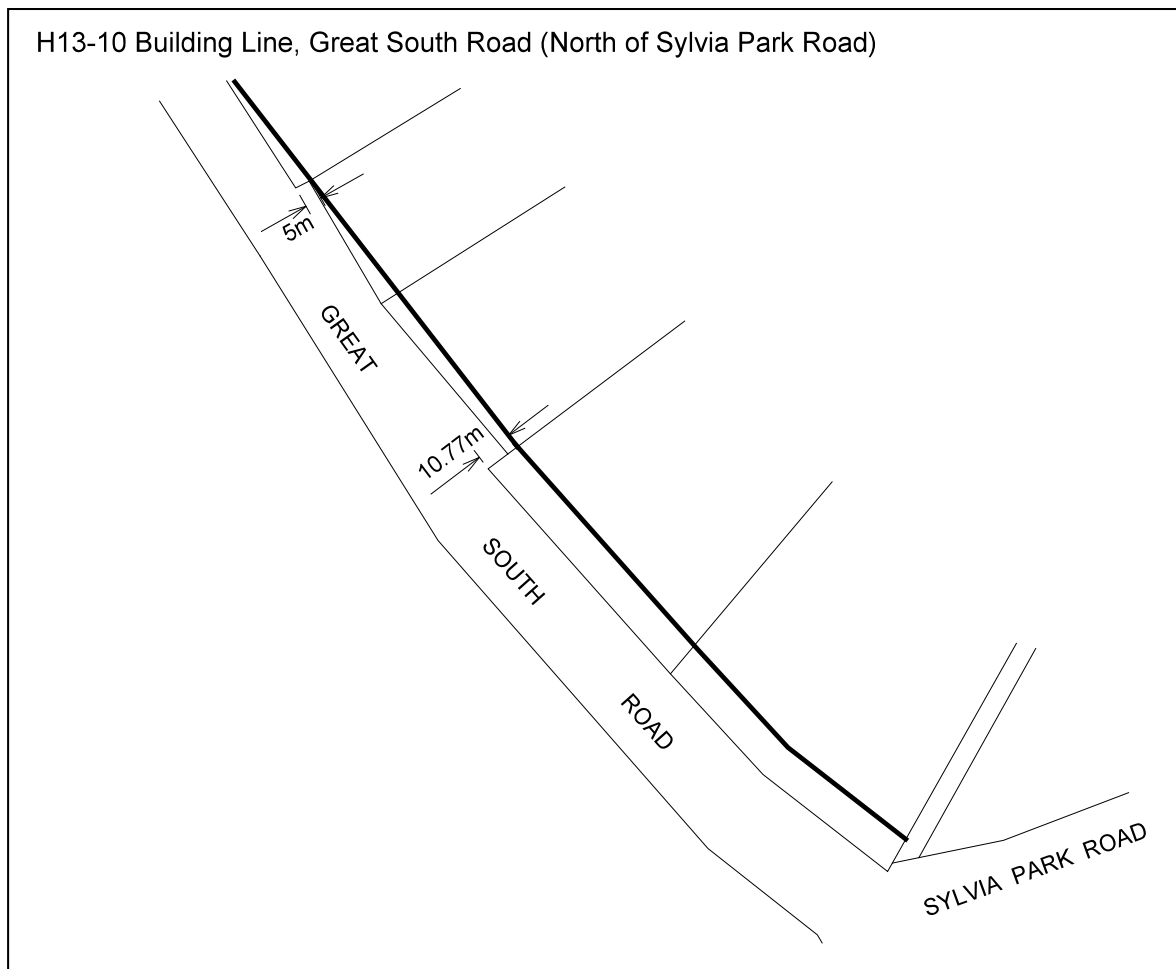 H13-10 Building Line, Great South Road (North of Sylvia Park Road)
5m
GREAT
10.77m
SOUTH
ROAD
SYLVIA PARK ROAD